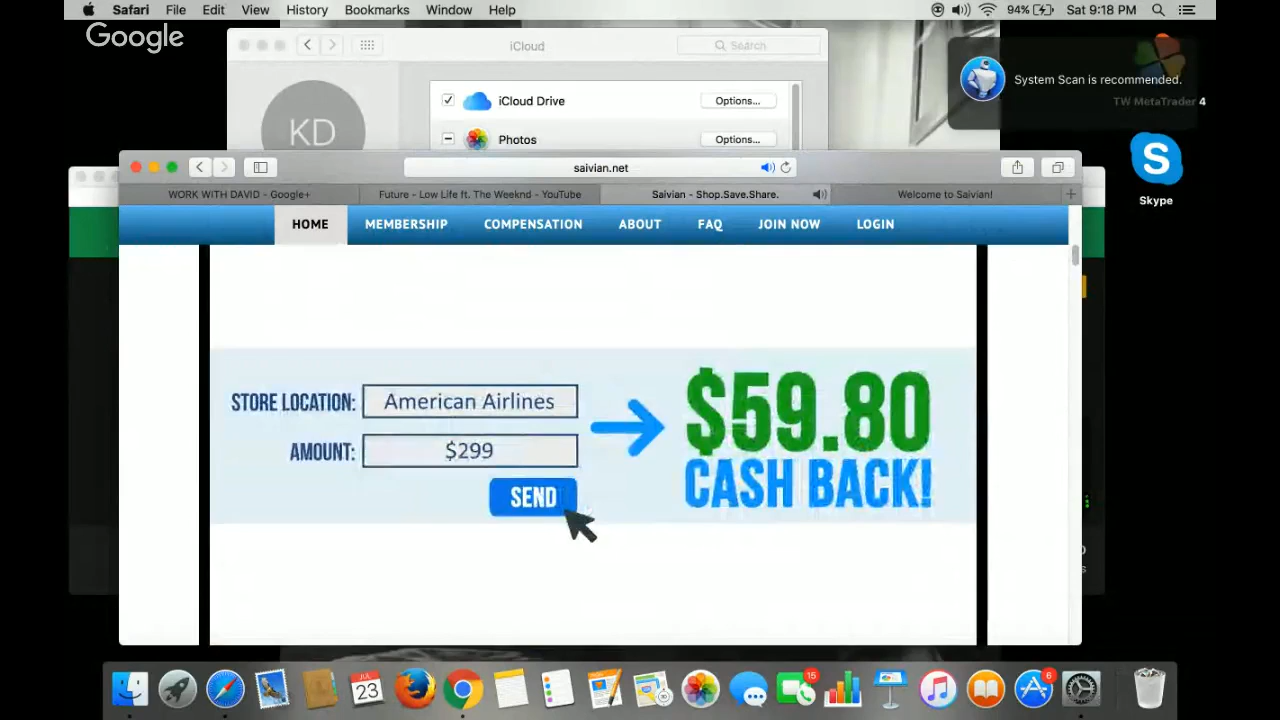 Safari File Edit View History Bookmarks Window Help 94% Sat 9:18 PM
Google
iCloud
Search
System Scan is recommended.
TW MetaTrader 4
KD
iCloud Drive
Options...
Photos
Options...
Skype
saivian.net
WORK WITH DAVID - Google+
Future - Low Life ft. The Weeknd - YouTube
Saivian - Shop.Save.Share.
Welcome to Saivian!
HOME MEMBERSHIP COMPENSATION ABOUT FAQ JOIN NOW LOGIN
STORE LOCATION: American Airlines
AMOUNT: $299
SEND
$59.80
CASH BACK!
JUL
23
15
6